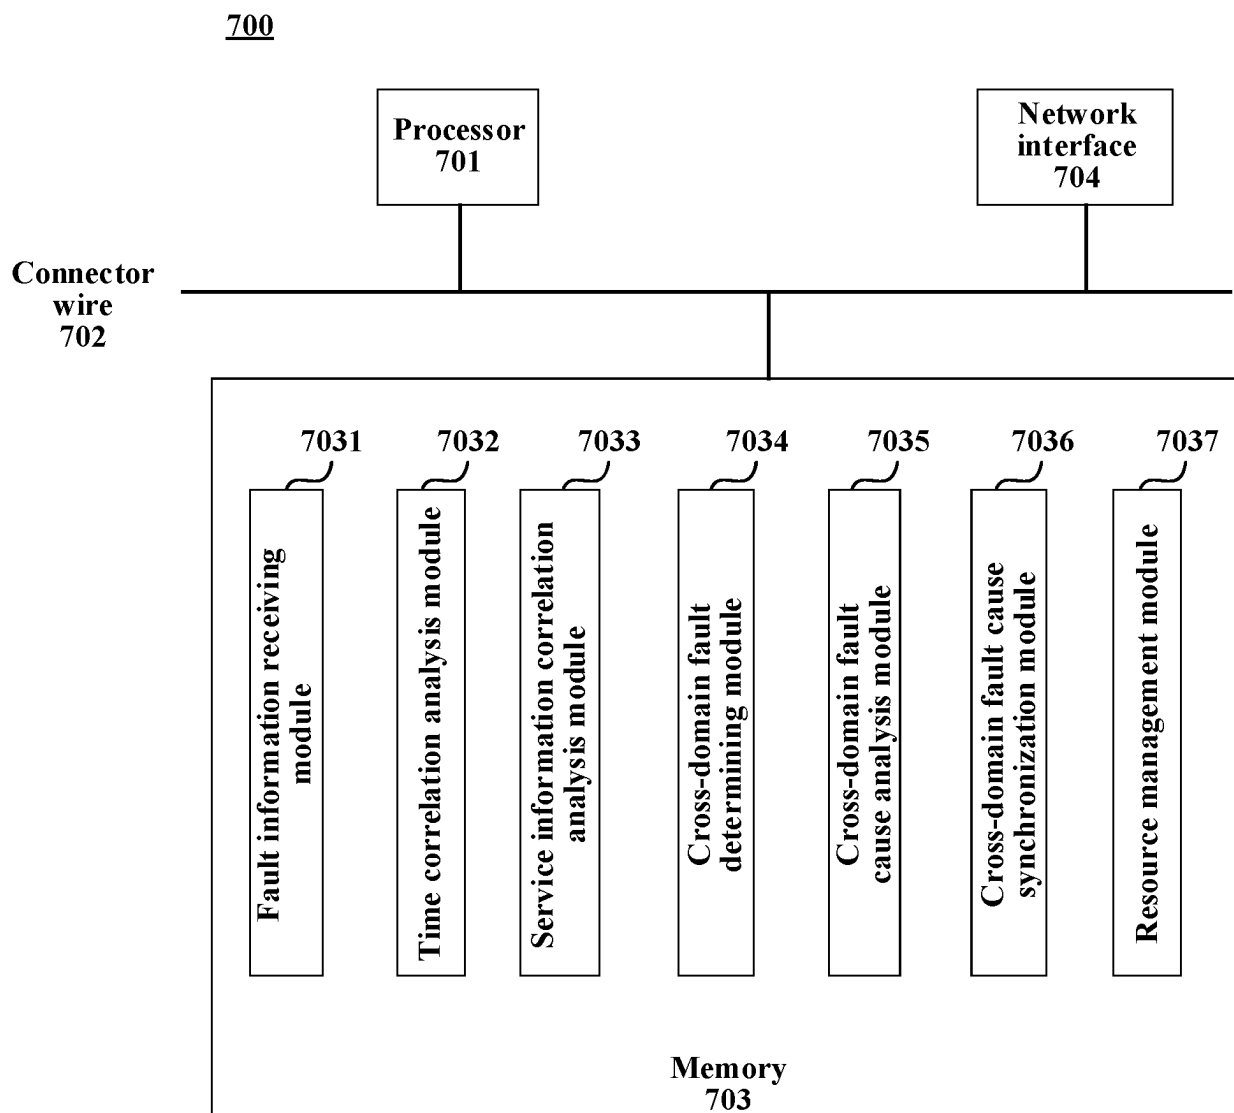 700
Processor
701
Network
interface
704
Connector
wire
702
7031
7032
7033
7034
7035
7036
7037
Fault information receiving
module
Time correlation analysis module
Service information correlation
analysis module
Cross-domain fault
determining module
Cross-domain fault
cause analysis module
Cross-domain fault cause
synchronization module
Resource management module
Memory
703